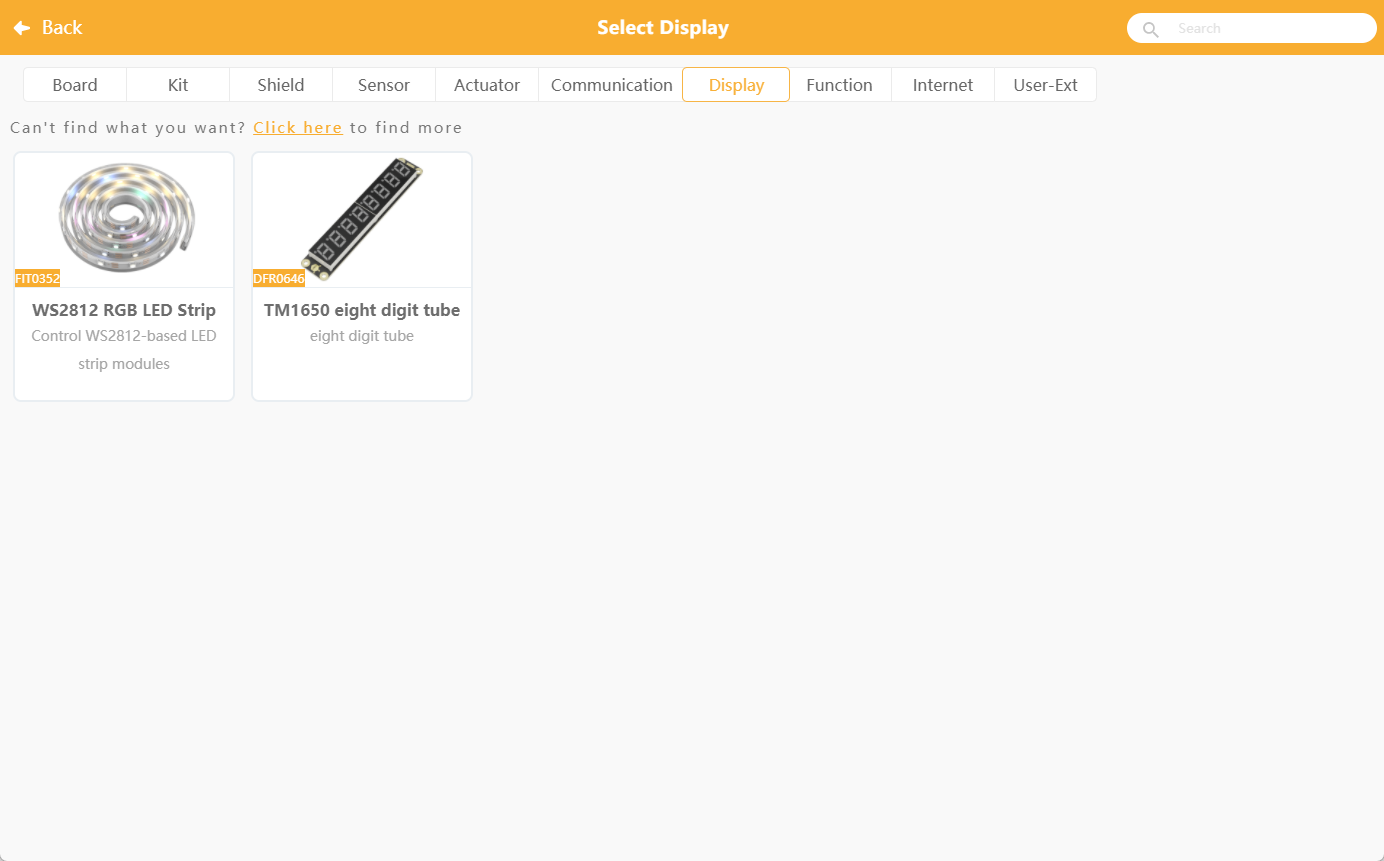 Back
Select Display
Search
Board Kit Shield Sensor Actuator Communication Display Function Internet User-Ext
Can't find what you want? Click here to find more
FIT0352
WS2812 RGB LED Strip
Control WS2812-based LED
strip modules
DFR0646
TM1650 eight digit tube
eight digit tube